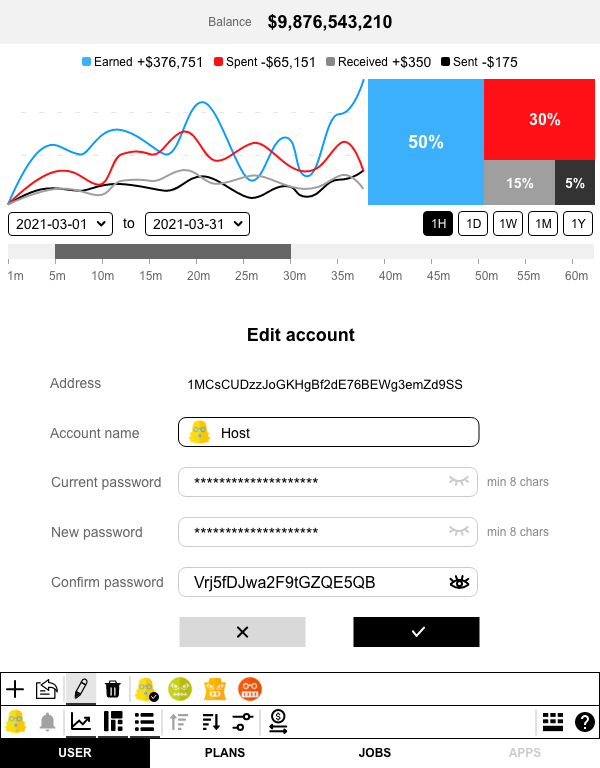 Balance $9,876,543,210
Earned +$376,751 Spent -$65,151 Received +$350 Sent -$175
50% 30%
15% 5%
2021-03-01 to 2021-03-31 1H 1D 1W 1M 1Y
1m 5m 10m 15m 20m 25m 30m 35m 40m 45m 50m 55m 60m
Edit account
Address 1MCsCUDzzJoGKHgBf2dE76BEWg3emZd9SS
Account name Host
Current password ******************** min 8 chars
New password ******************** min 8 chars
Confirm password Vrj5fDJwa2F9tGZQE5QB
USER PLANS JOBS APPS